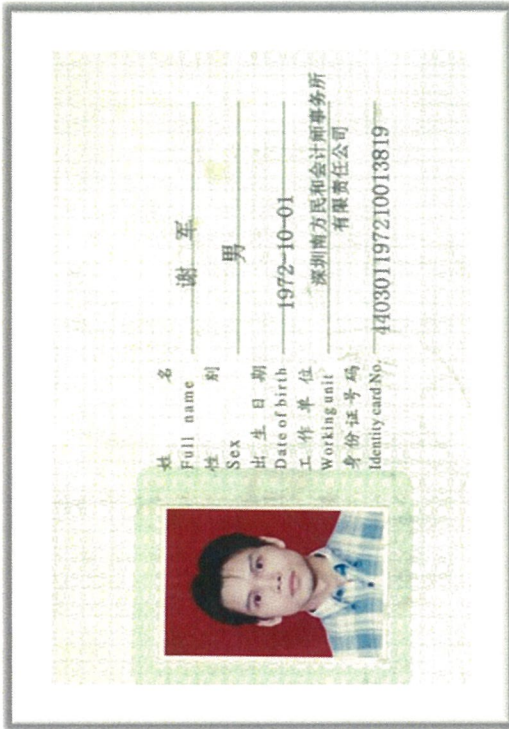 姓名 谢军
Full name
性别 男
Sex
出生日期 1972-10-01
Date of birth
工作单位 深圳南方民和会计师事务所
Working unit 有限责任公司
身份证号码 440301197210013819
Identity card No.